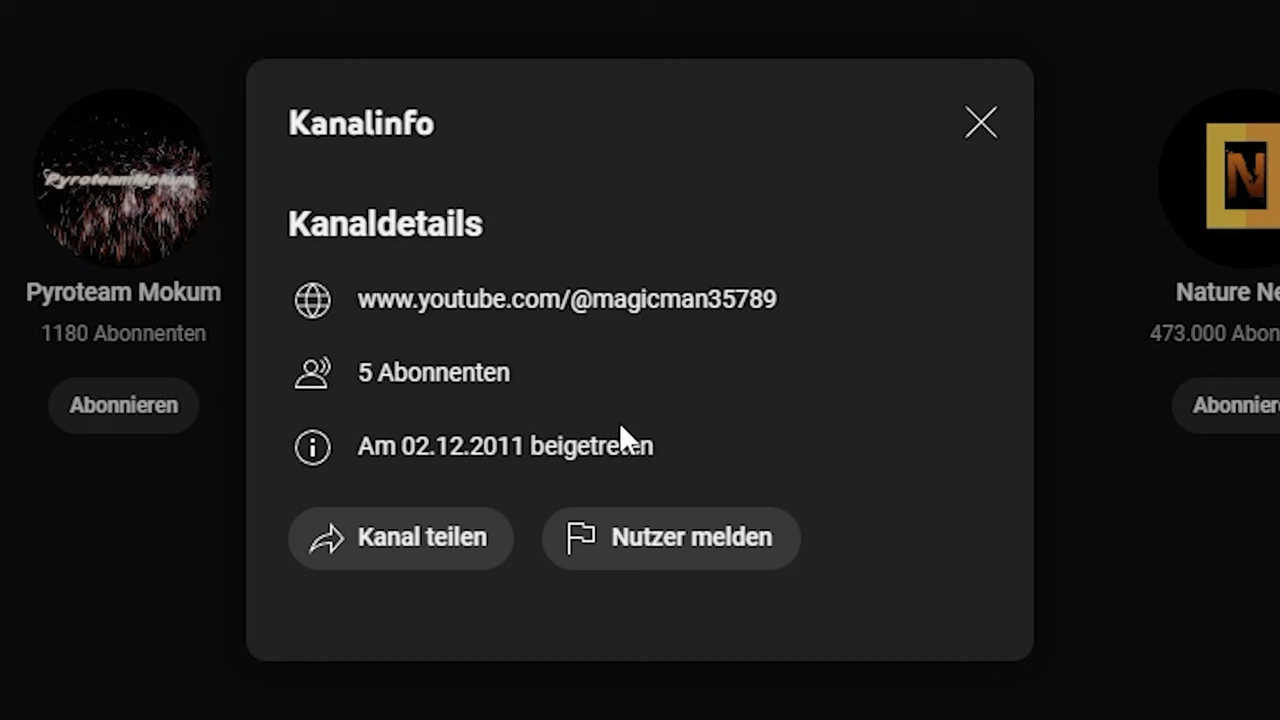 Kanalinfo
Kanaldetails
www.youtube.com/@magicman35789
5 Abonnenten
Am 02.12.2011 beigetreten
Kanal teilen
Nutzer melden
PyroteamMokum
Pyroteam Mokum
1180 Abonnenten
Abonnieren
N
Nature Ne
473.000 Abon
Abonnier